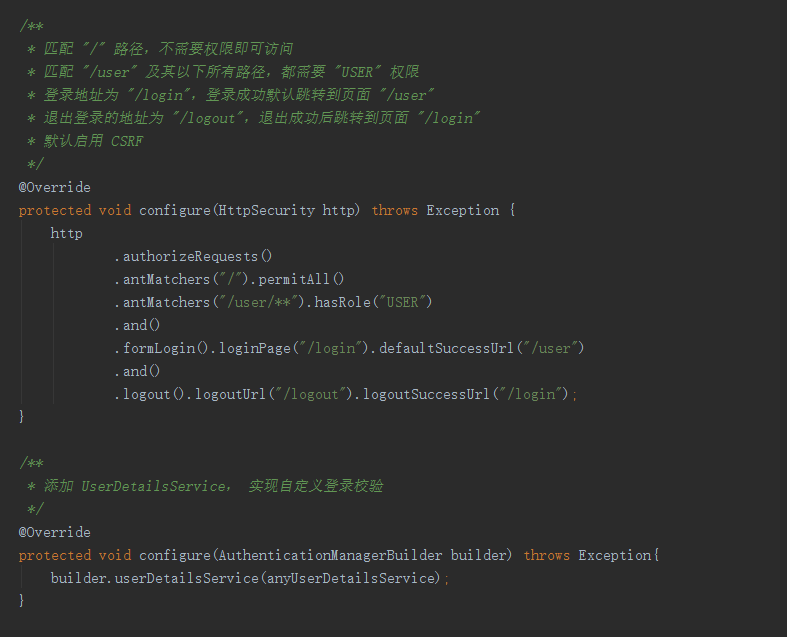 /**
 * 匹配 "/" 路径，不需要权限即可访问
 * 匹配 "/user" 及其以下所有路径，都需要 "USER" 权限
 * 登录地址为 "/login"，登录成功默认跳转到页面 "/user"
 * 退出登录的地址为 "/logout"，退出成功后跳转到页面 "/login"
 * 默认启用 CSRF
 */
@Override
protected void configure(HttpSecurity http) throws Exception {
    http
            .authorizeRequests()
            .antMatchers("/").permitAll()
            .antMatchers("/user/**").hasRole("USER")
            .and()
            .formLogin().loginPage("/login").defaultSuccessUrl("/user")
            .and()
            .logout().logoutUrl("/logout").logoutSuccessUrl("/login");
}
/**
 * 添加 UserDetailsService， 实现自定义登录校验
 */
@Override
protected void configure(AuthenticationManagerBuilder builder) throws Exception{
    builder.userDetailsService(anyUserDetailsService);
}